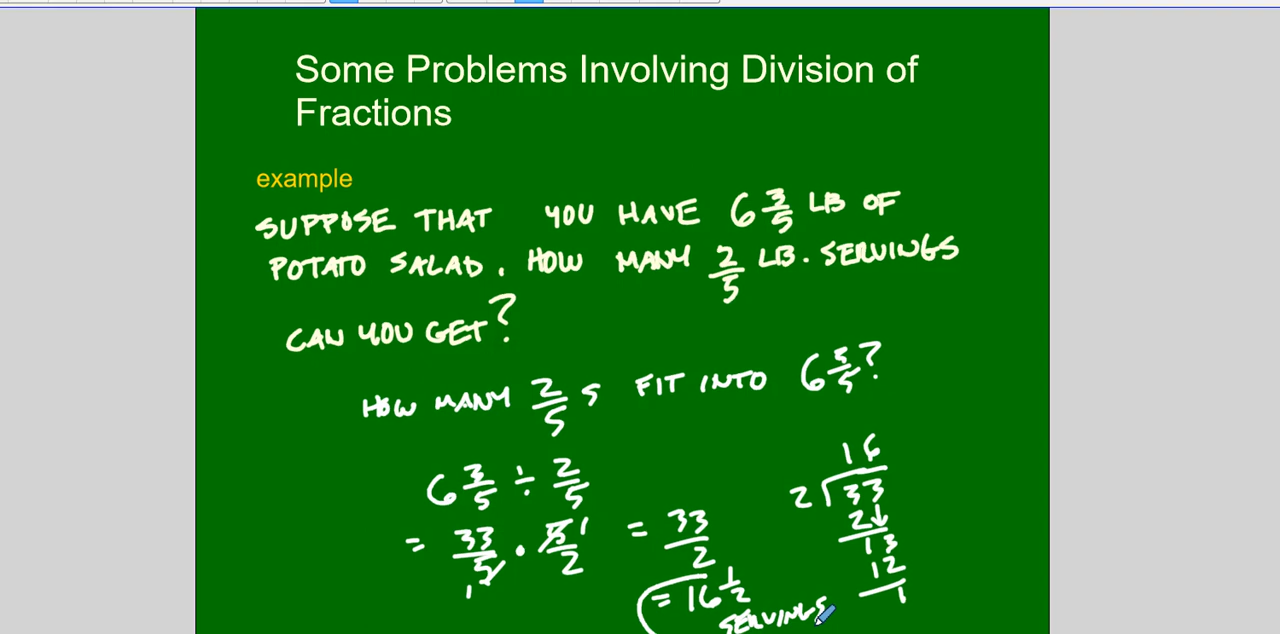 Some Problems Involving Division of
Fractions
example
SUPPOSE THAT YOU HAVE 6 3/5 LB OF
POTATO SALAD. HOW MANY 2/5 LB. SERVINGS
CAN YOU GET?
HOW MANY 2/5 S FIT INTO 6 3/5?
6 3/5 ÷ 2/5
= 33/5 1 · 5/2 1 = 33/2
= 16 1/2
SERVINGS
16
2 33
2↓
13
12
1